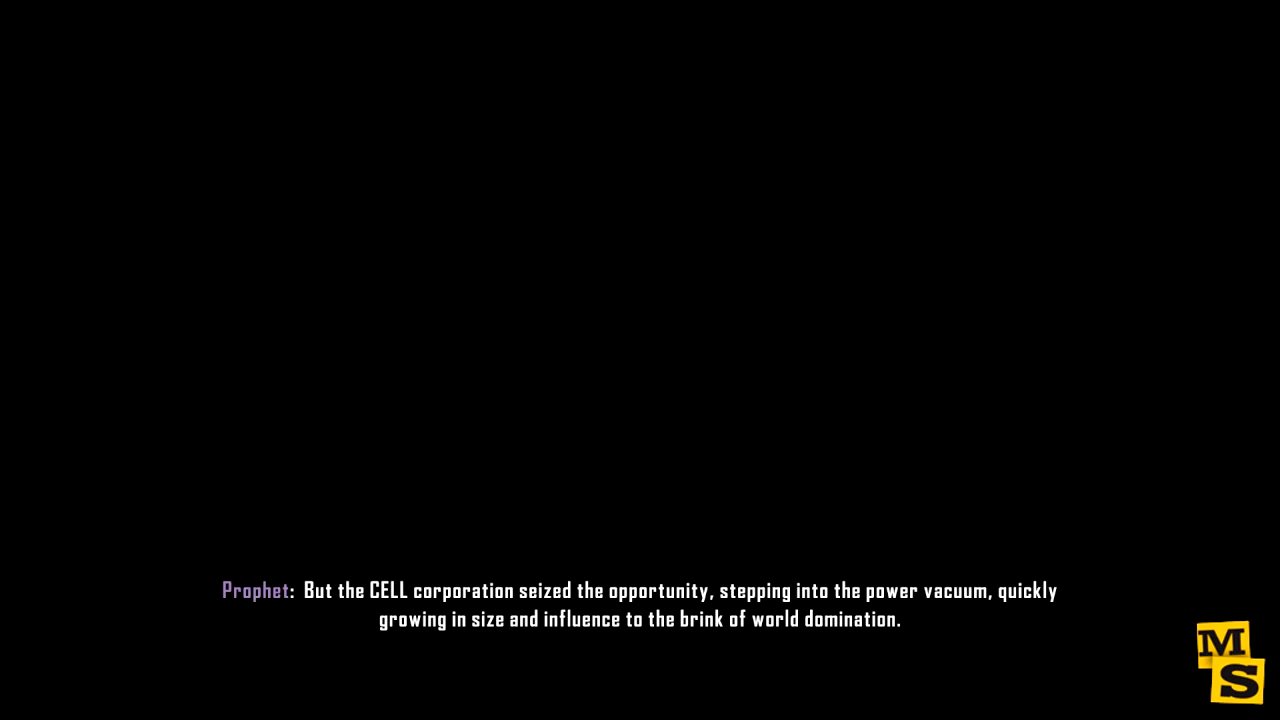 Prophet: But the CELL corporation seized the opportunity, stepping into the power vacuum, quickly
growing in size and influence to the brink of world domination.
M
S